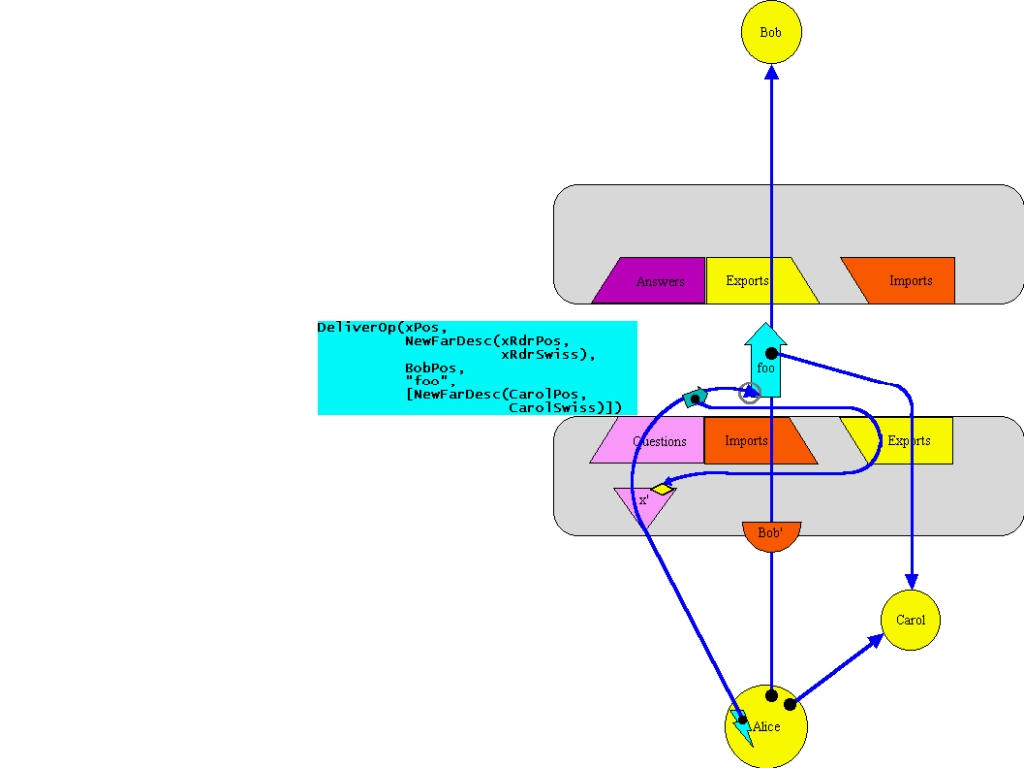 Bob
Answers
Exports
Imports
DeliverOp(xPos,
NewFarDesc(xRdrPos,
xRdrSwiss),
BobPos,
"foo",
[NewFarDesc(CarolPos,
CarolSwiss)])
foo
Questions
Imports
Exports
x'
Bob'
Carol
Alice